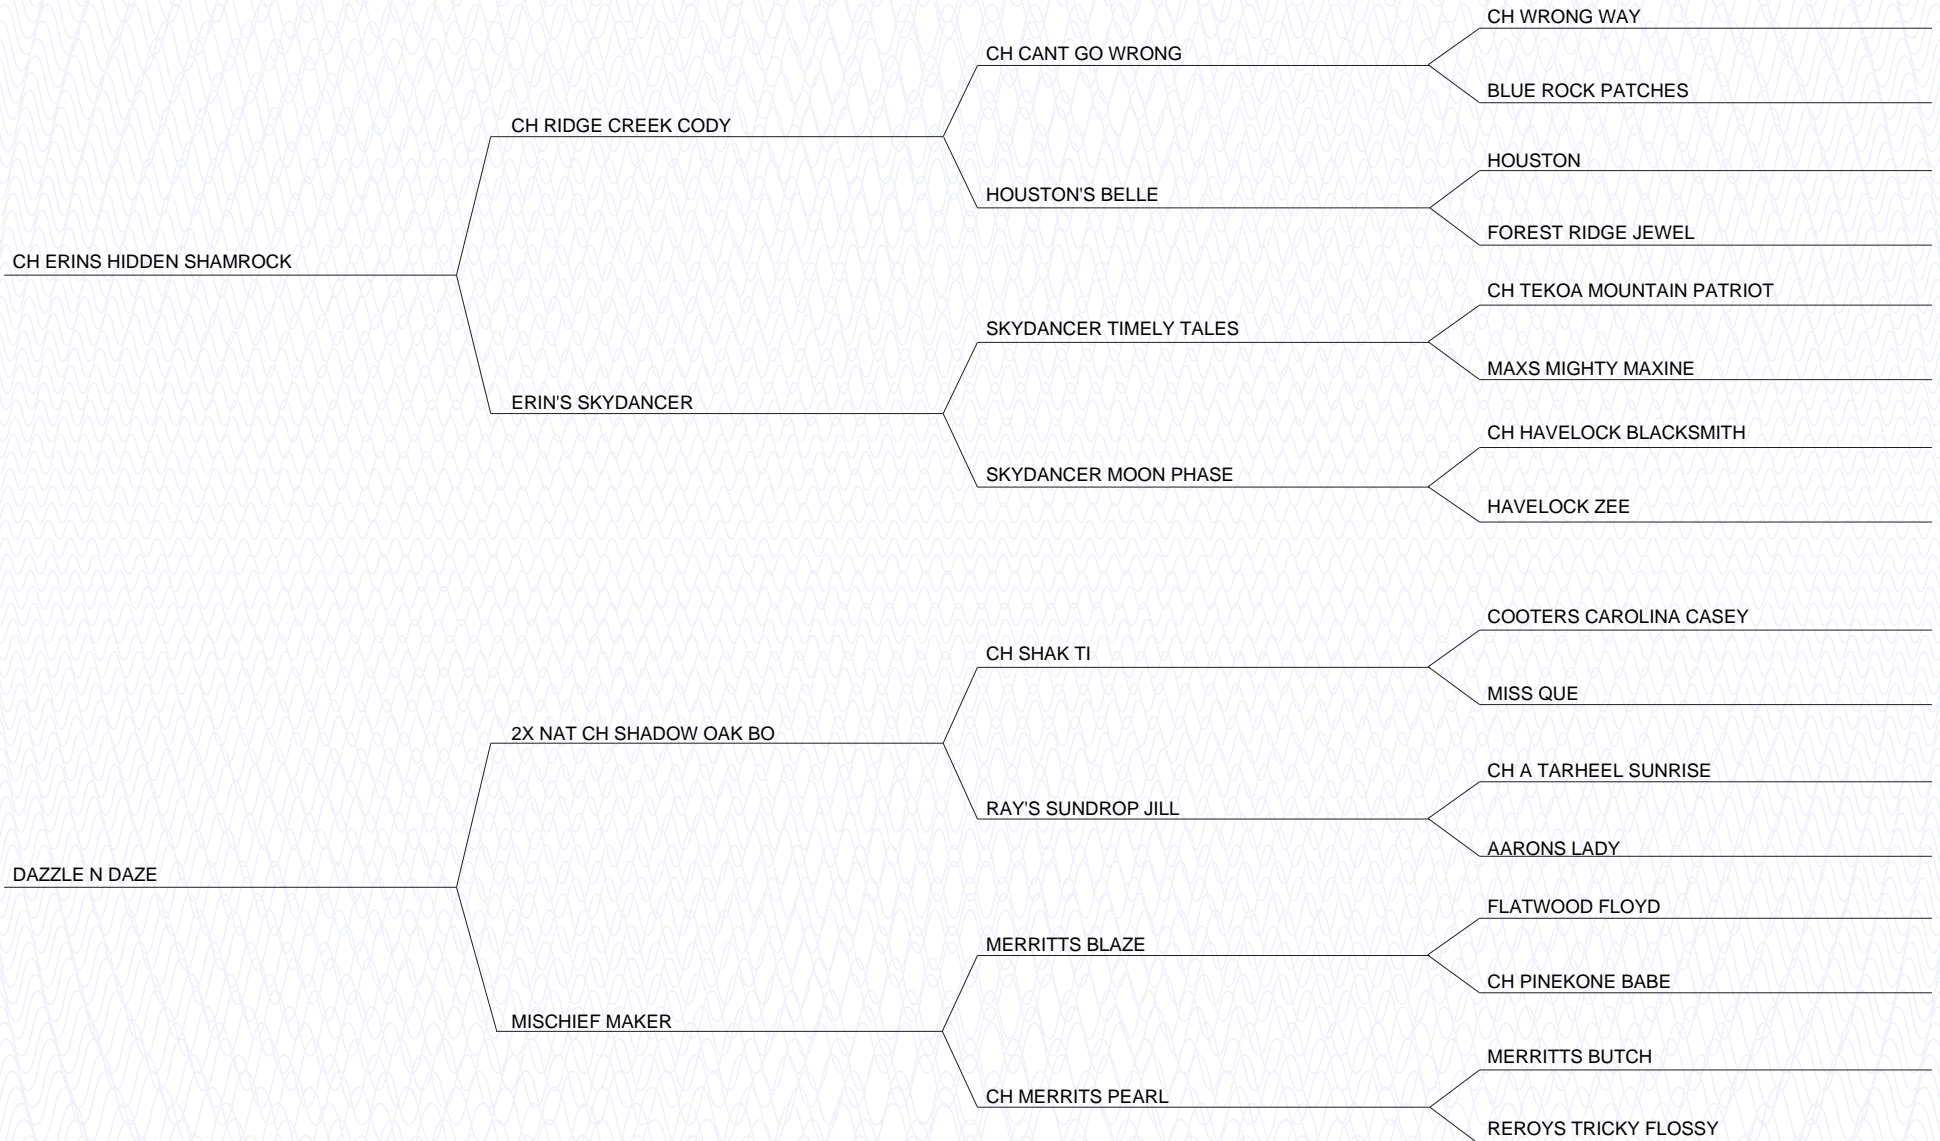 CH WRONG WAY
CH CANT GO WRONG
BLUE ROCK PATCHES
CH RIDGE CREEK CODY
HOUSTON
HOUSTON'S BELLE
FOREST RIDGE JEWEL
CH ERINS HIDDEN SHAMROCK
CH TEKOA MOUNTAIN PATRIOT
SKYDANCER TIMELY TALES
MAXS MIGHTY MAXINE
ERIN'S SKYDANCER
CH HAVELOCK BLACKSMITH
SKYDANCER MOON PHASE
HAVELOCK ZEE
COOTERS CAROLINA CASEY
CH SHAK TI
MISS QUE
2X NAT CH SHADOW OAK BO
CH A TARHEEL SUNRISE
RAY'S SUNDROP JILL
AARONS LADY
DAZZLE N DAZE
FLATWOOD FLOYD
MERRITTS BLAZE
CH PINEKONE BABE
MISCHIEF MAKER
MERRITTS BUTCH
CH MERRITS PEARL
REROYS TRICKY FLOSSY